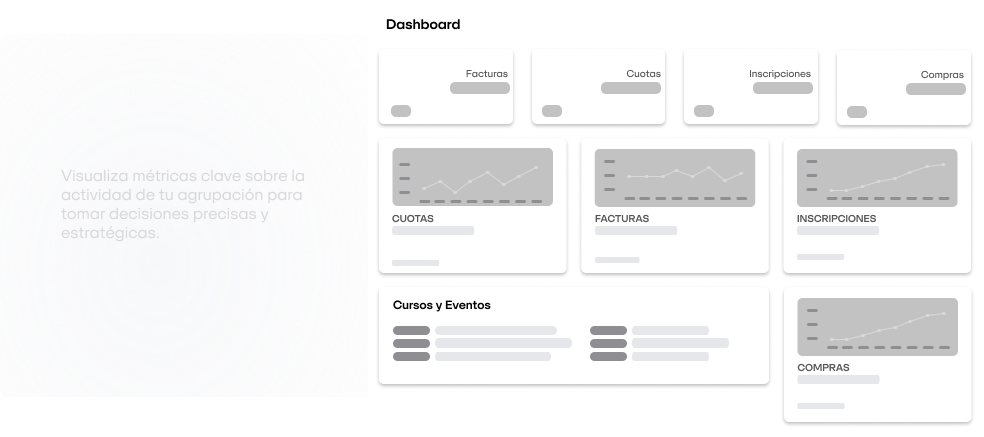 Dashboard
Visualiza métricas clave sobre la
actividad de tu agrupación para
tomar decisiones precisas y
estratégicas.
Facturas
Cuotas
Inscripciones
Compras
CUOTAS
FACTURAS
INSCRIPCIONES
Cursos y Eventos
COMPRAS